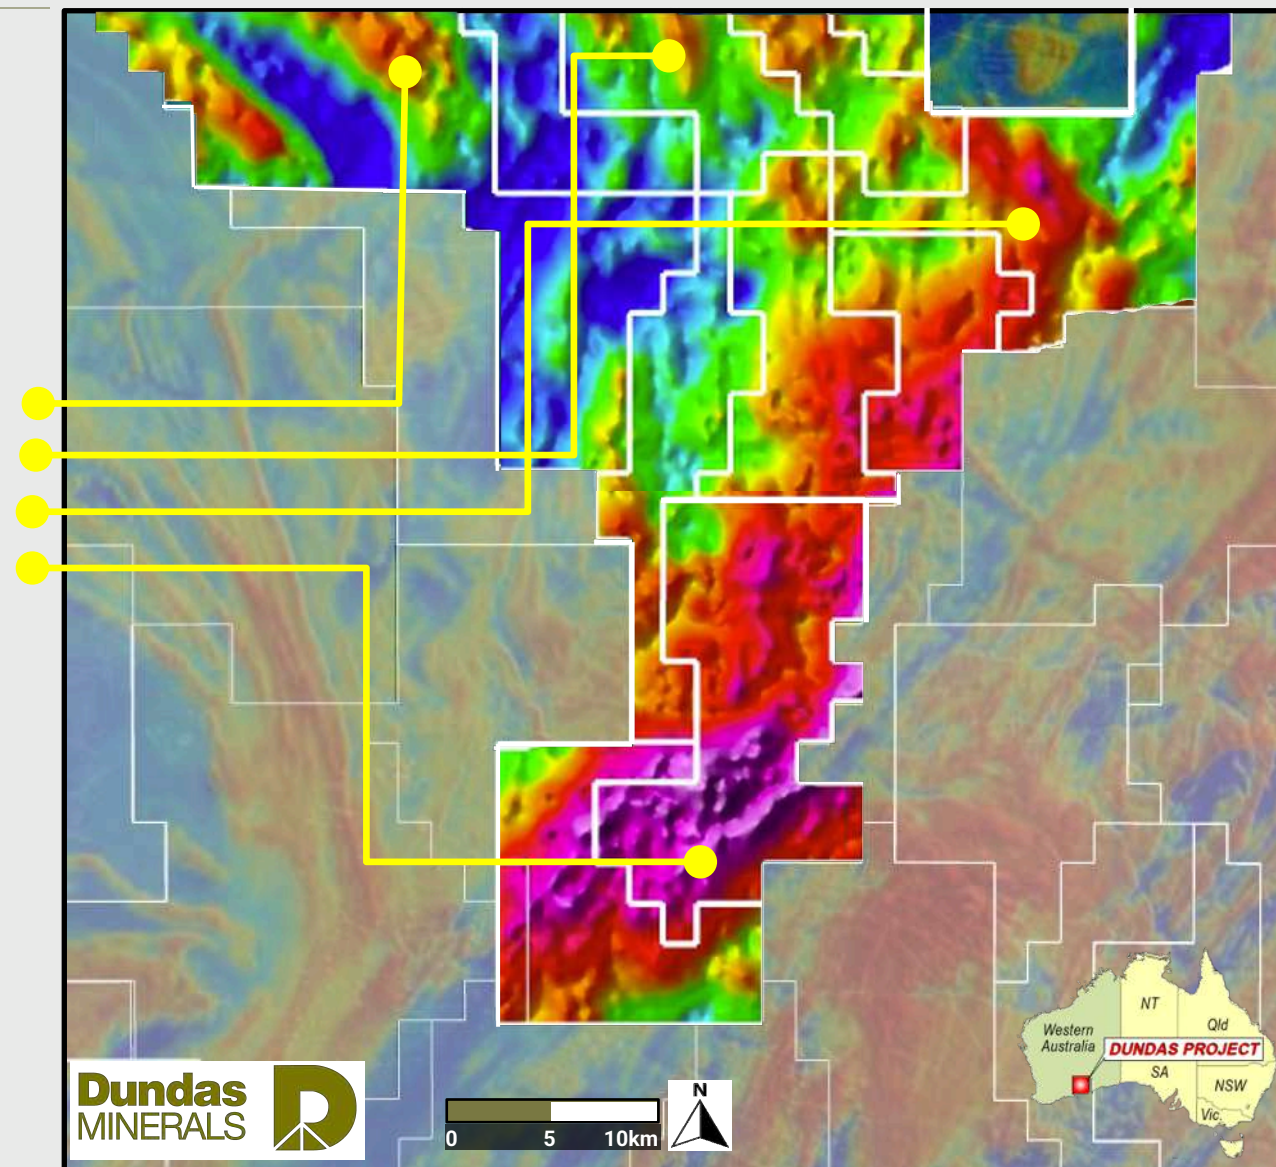 NT
Western
Australia
Qld
DUNDAS PROJECT
SA
NSW
Vic.
Dundas
MINERALS
0 5 10km
N